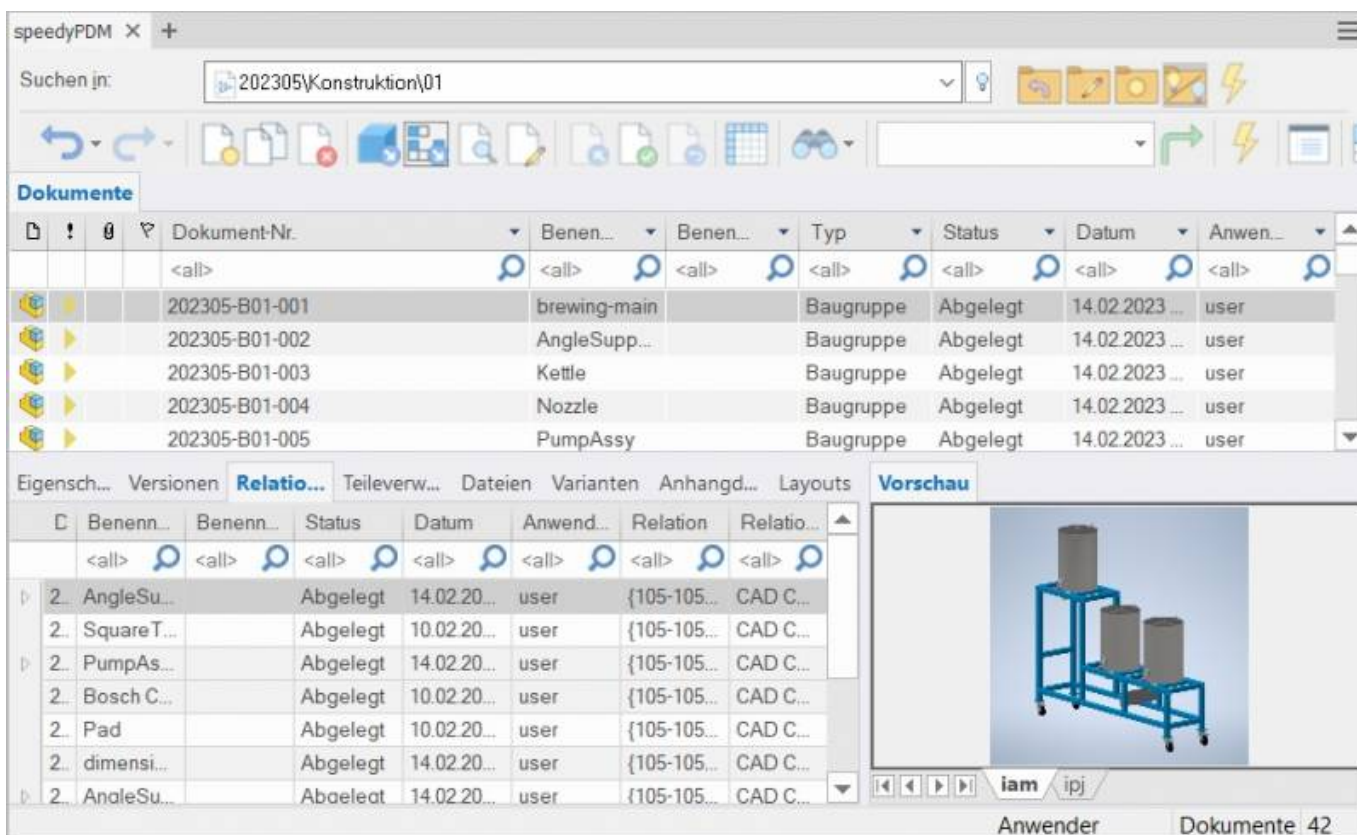 speedyPDM × +
Suchen in: 202305\Konstruktion\01
Dokumente
! Dokument-Nr. Benen... Benen... Typ Status Datum Anwen...
<all> <all> <all> <all> <all> <all> <all>
202305-B01-001 brewing-main Baugruppe Abgelegt 14.02.2023 ... user
202305-B01-002 AngleSupp... Baugruppe Abgelegt 14.02.2023 ... user
202305-B01-003 Kettle Baugruppe Abgelegt 14.02.2023 ... user
202305-B01-004 Nozzle Baugruppe Abgelegt 14.02.2023 ... user
202305-B01-005 PumpAssy Baugruppe Abgelegt 14.02.2023 ... user
Eigensch... Versionen Relatio... Teileverw... Dateien Varianten Anhangd... Layouts Vorschau
Benenn... Benenn... Status Datum Anwend... Relation Relatio...
<all> <all> <all> <all> <all> <all> <all>
2.. AngleSu... Abgelegt 14.02.20... user {105-105... CAD C...
2.. SquareT... Abgelegt 10.02.20... user {105-105... CAD C...
2.. PumpAs... Abgelegt 14.02.20... user {105-105... CAD C...
2.. Bosch C... Abgelegt 10.02.20... user {105-105... CAD C...
2.. Pad Abgelegt 10.02.20... user {105-105... CAD C...
2.. dimensi... Abgelegt 14.02.20... user {105-105... CAD C...
2.. AngleSu... Abgelegt 14.02.20... user {105-105... CAD C...
iam ipj
Anwender Dokumente 42